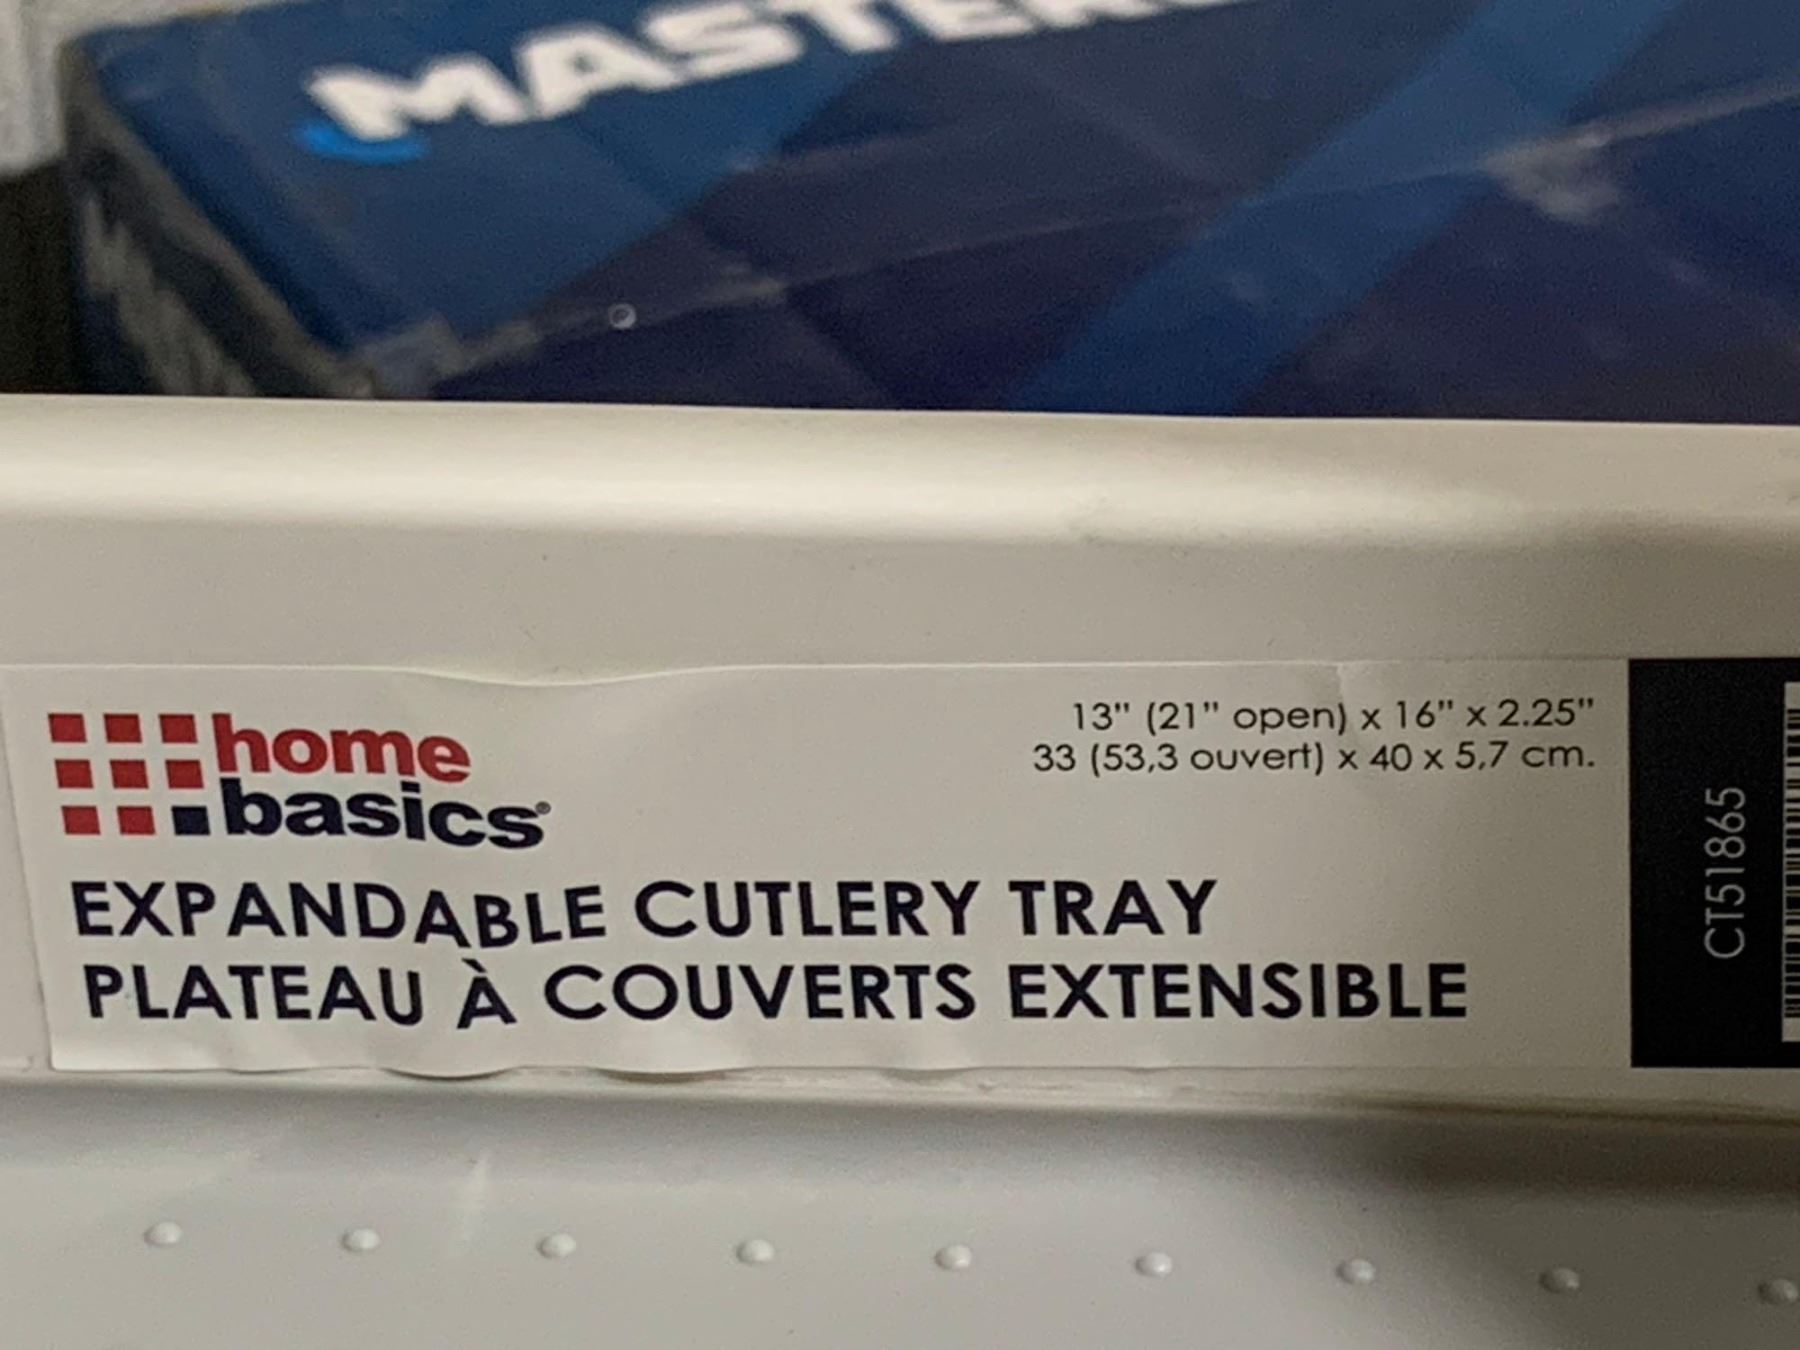 home
basics®
13" (21" open) x 16" x 2.25"
33 (53,3 ouvert) x 40 x 5,7 cm.
EXPANDABLE CUTLERY TRAY
PLATEAU À COUVERTS EXTENSIBLE
CT51865